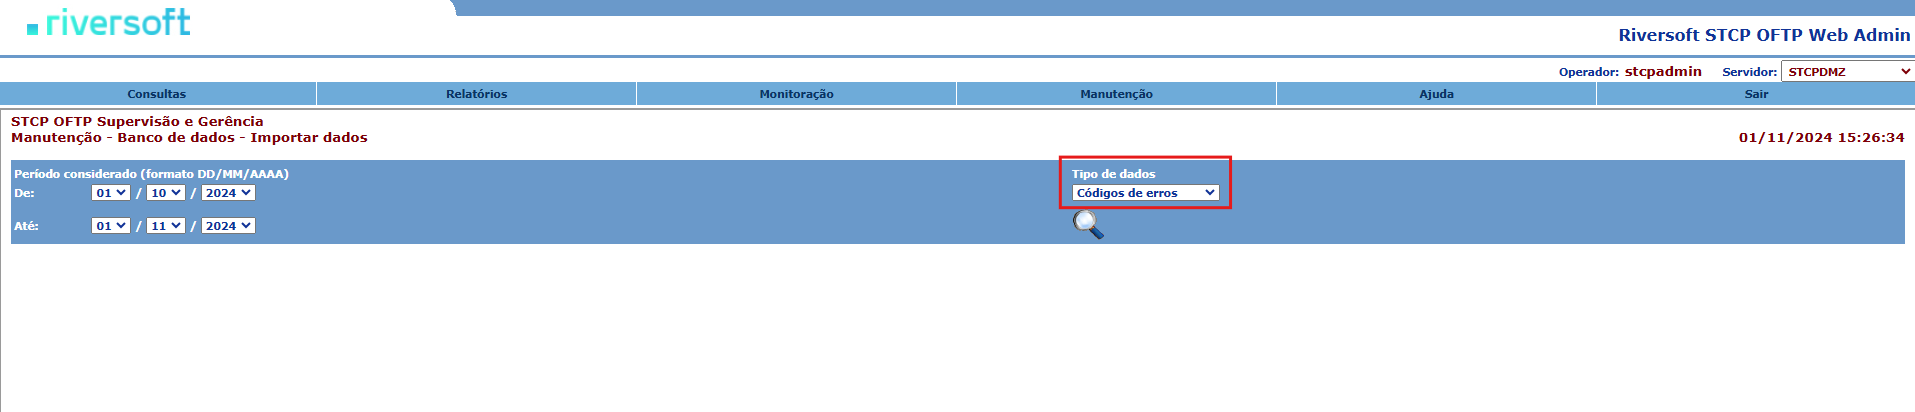 riversoft
Riversoft STCP OFTP Web Admin
Operador: stcpadmin Servidor: STCPDMZ
Consultas Relatórios Monitoração Manutenção Ajuda Sair
STCP OFTP Supervisão e Gerência
Manutenção - Banco de dados - Importar dados 01/11/2024 15:26:34
Período considerado (formato DD/MM/AAAA) Tipo de dados
De: 01 / 10 / 2024 Códigos de erros
Até: 01 / 11 / 2024